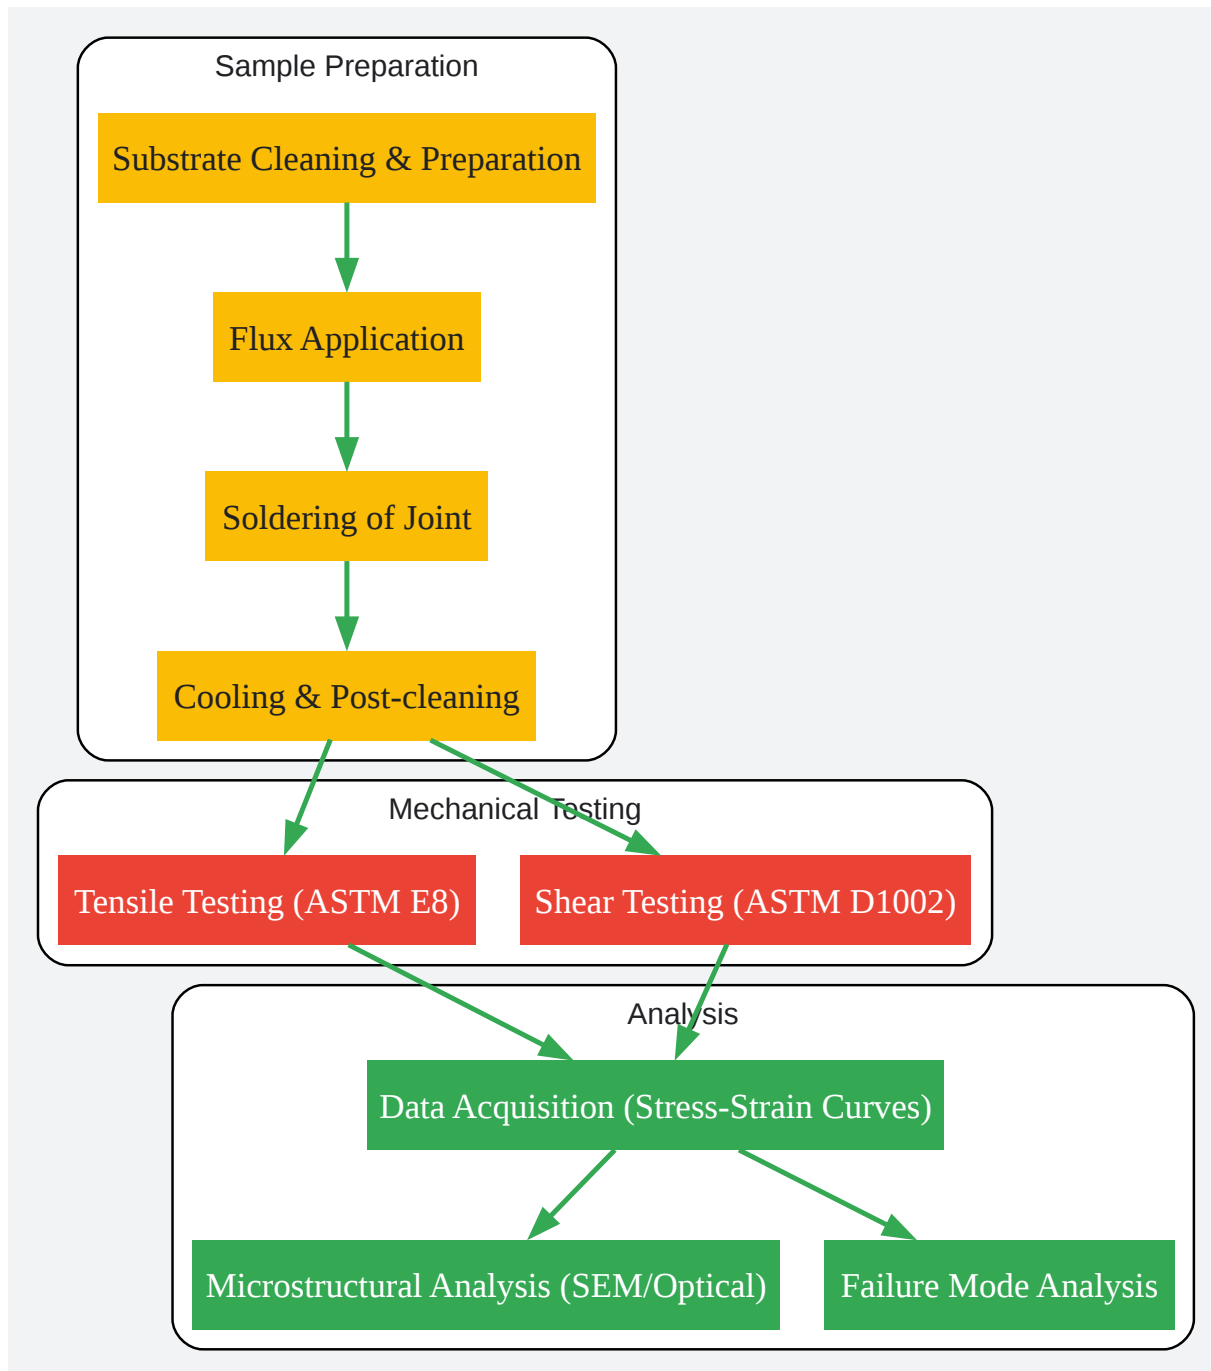 Sample Preparation
Substrate Cleaning & Preparation
Flux Application
Soldering of Joint
Cooling & Post-cleaning
Mechanical Testing
Tensile Testing (ASTM E8)
Shear Testing (ASTM D1002)
Analysis
Data Acquisition (Stress-Strain Curves)
Microstructural Analysis (SEM/Optical)
Failure Mode Analysis